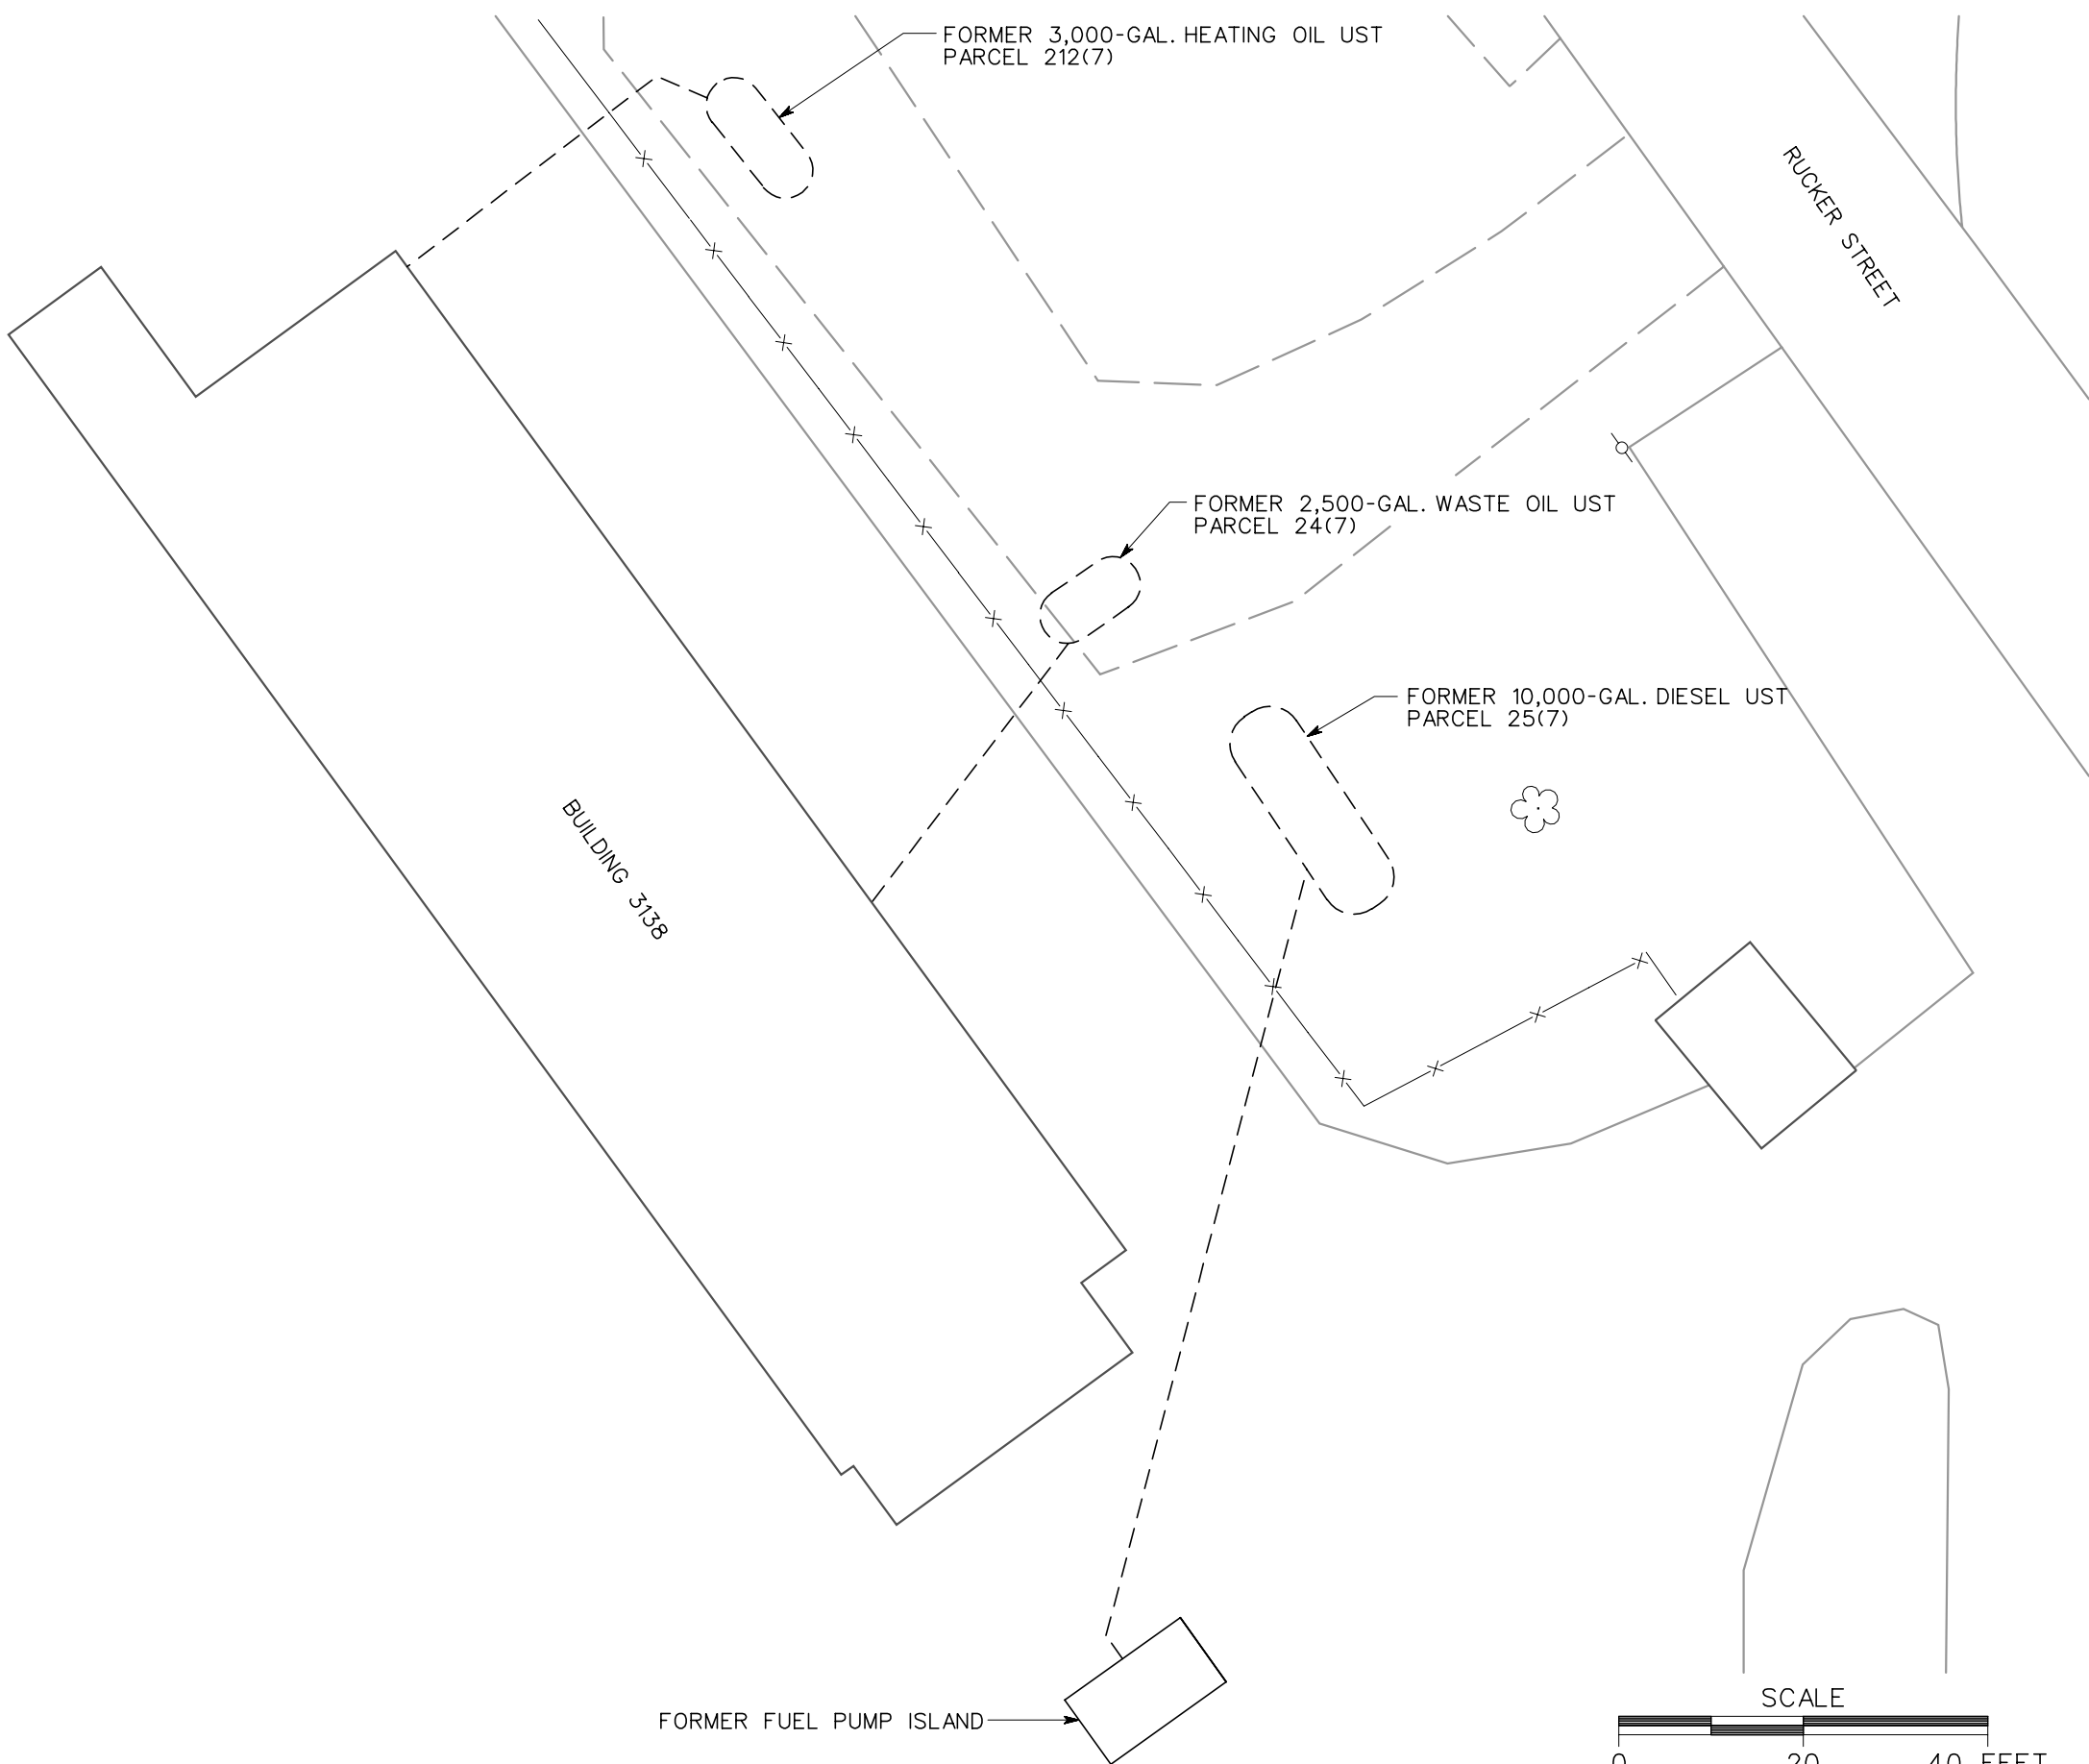 FORMER 3,000-GAL. HEATING OIL UST
PARCEL 212(7)
RUCKER STREET
FORMER 2,500-GAL. WASTE OIL UST
PARCEL 24(7)
FORMER 10,000-GAL. DIESEL UST
PARCEL 25(7)
BUILDING 3138
FORMER FUEL PUMP ISLAND
SCALE
0 20 40 FEET